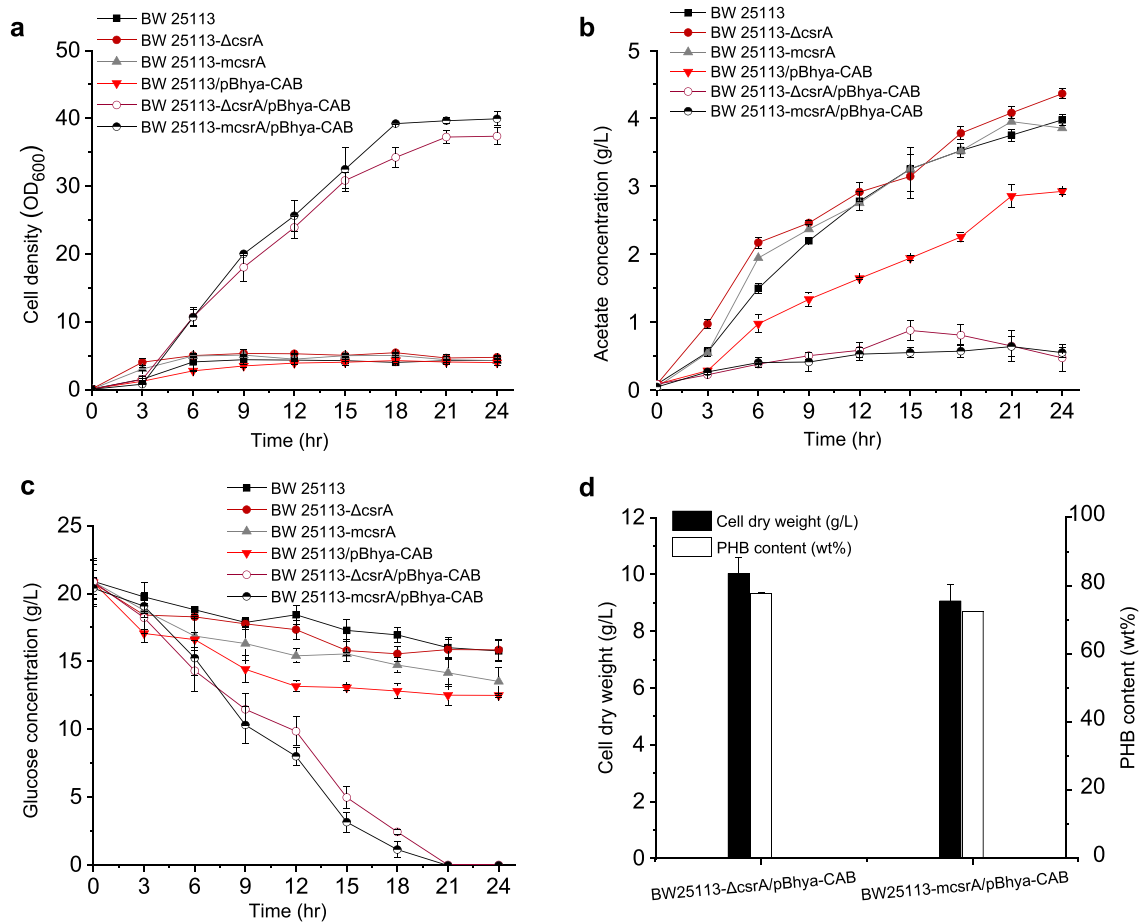 a
BW 25113
BW 25113-ΔcsrA
BW 25113-mcsrA
BW 25113/pBhya-CAB
BW 25113-ΔcsrA/pBhya-CAB
BW 25113-mcsrA/pBhya-CAB
50
40
30
20
10
0
Cell density (OD600)
0 3 6 9 12 15 18 21 24
Time (hr)
b
BW 25113
BW 25113-ΔcsrA
BW 25113-mcsrA
BW 25113/pBhya-CAB
BW 25113-ΔcsrA/pBhya-CAB
BW 25113-mcsrA/pBhya-CAB
5
4
3
2
1
0
Acetate concentration (g/L)
0 3 6 9 12 15 18 21 24
Time (hr)
c
BW 25113
BW 25113-ΔcsrA
BW 25113-mcsrA
BW 25113/pBhya-CAB
BW 25113-ΔcsrA/pBhya-CAB
BW 25113-mcsrA/pBhya-CAB
25
20
15
10
5
0
Glucose concentration (g/L)
0 3 6 9 12 15 18 21 24
Time (hr)
d
Cell dry weight (g/L)
PHB content (wt%)
12
10
8
6
4
2
0
Cell dry weight (g/L)
100
80
60
40
20
0
PHB content (wt%)
BW25113-ΔcsrA/pBhya-CAB
BW25113-mcsrA/pBhya-CAB